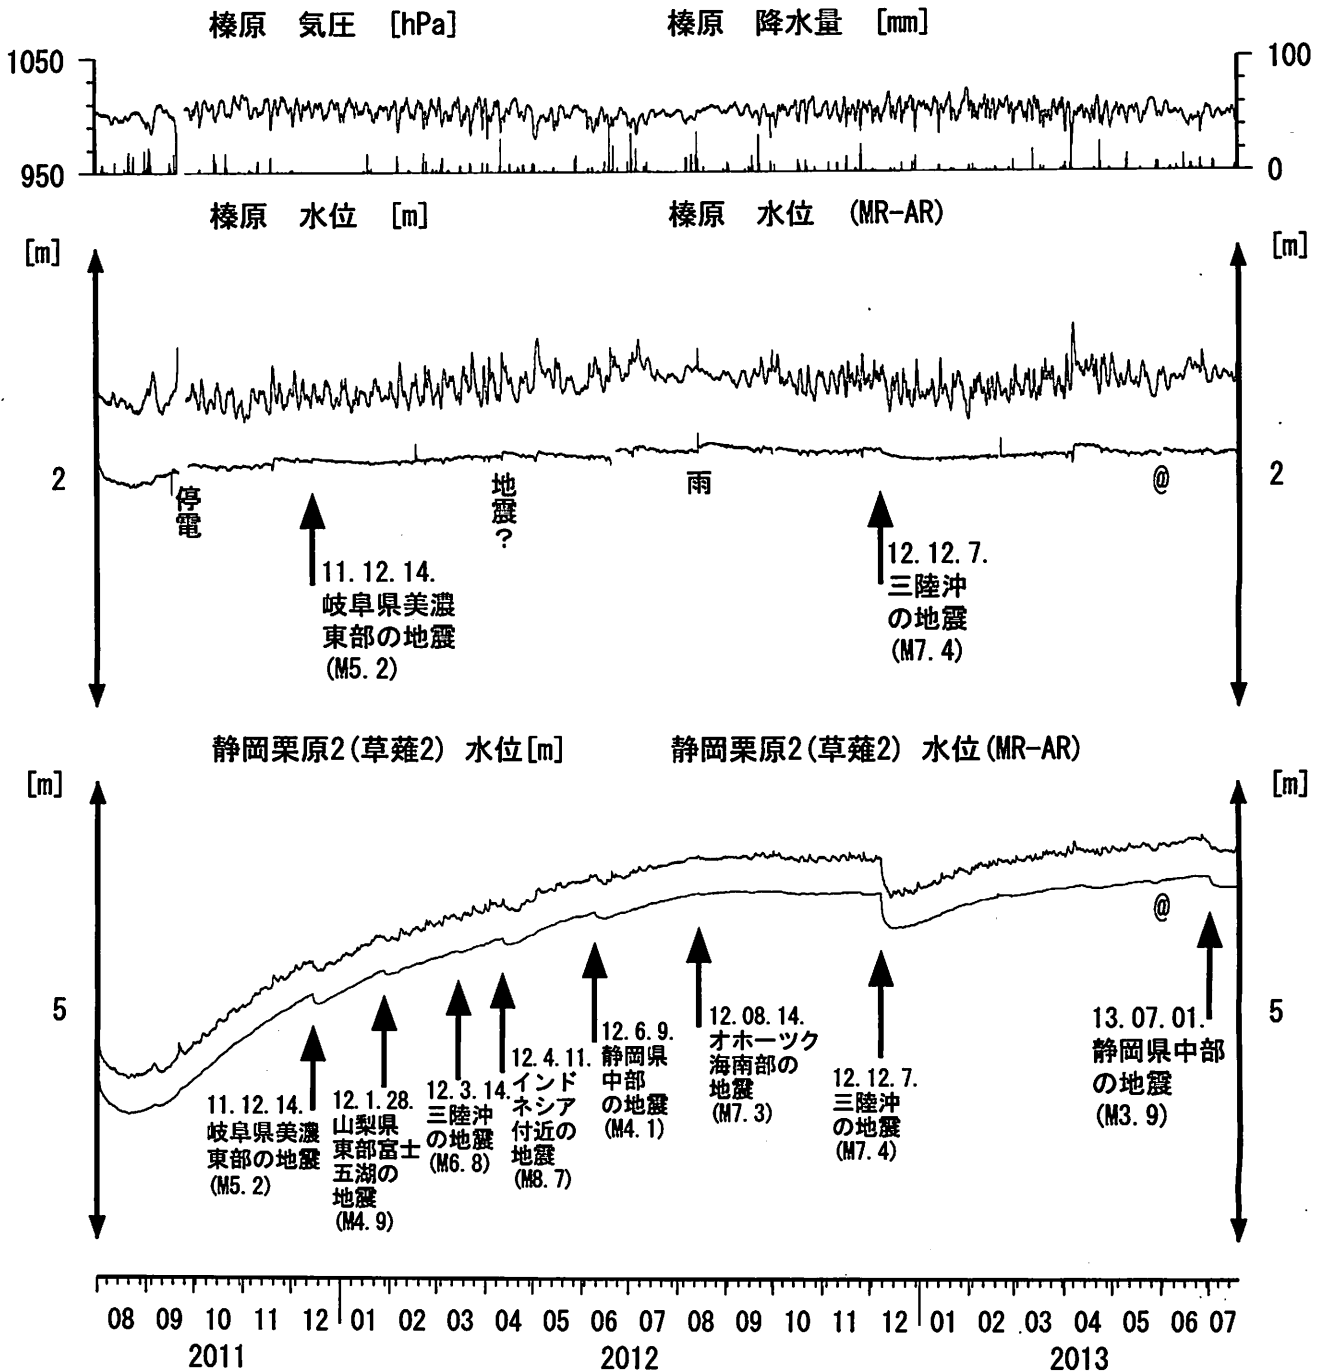 榛原 気圧 [hPa] 榛原 降水量 [mm]
1050 100
950 0
榛原 水位 [m] 榛原 水位 (MR-AR)
[m] [m]
2 2
停電
地震？
雨
@
11.12.14.
岐阜県美濃
東部の地震
(M5.2)
12.12.7.
三陸沖
の地震
(M7.4)
静岡栗原2(草薙2) 水位[m] 静岡栗原2(草薙2) 水位(MR-AR)
[m] [m]
5 5
@
11.12.14.
岐阜県美濃
東部の地震
(M5.2)
12.1.28.
山梨県
東部富士
五湖の
地震
(M4.9)
12.3.14.
三陸沖
の地震
(M6.8)
12.4.11.
インド
ネシア
付近の
地震
(M8.7)
12.6.9.
静岡県
中部
の地震
(M4.1)
12.08.14.
オホーツク
海南部の
地震
(M7.3)
12.12.7.
三陸沖
の地震
(M7.4)
13.07.01.
静岡県中部
の地震
(M3.9)
08 09 10 11 12 01 02 03 04 05 06 07 08 09 10 11 12 01 02 03 04 05 06 07
2011 2012 2013